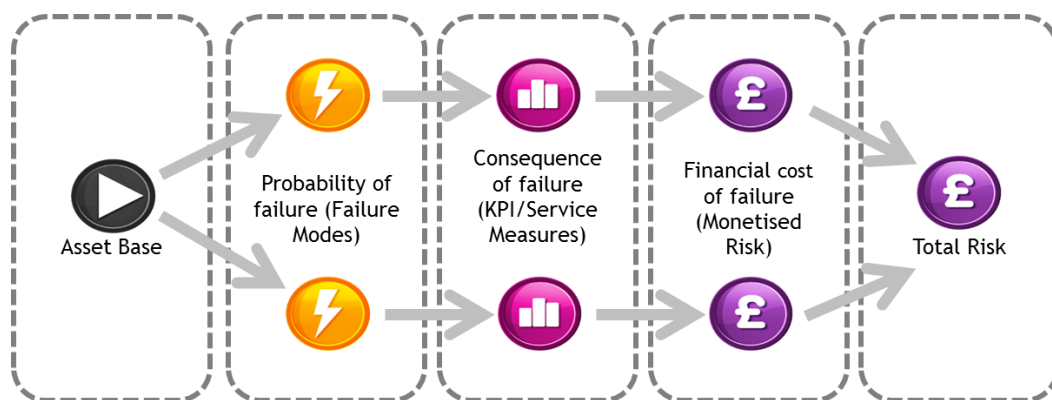 Asset Base
Probability of
failure (Failure
Modes)
Consequence
of failure
(KPI/Service
Measures)
Financial cost
of failure
(Monetised
Risk)
Total Risk
£
£
£